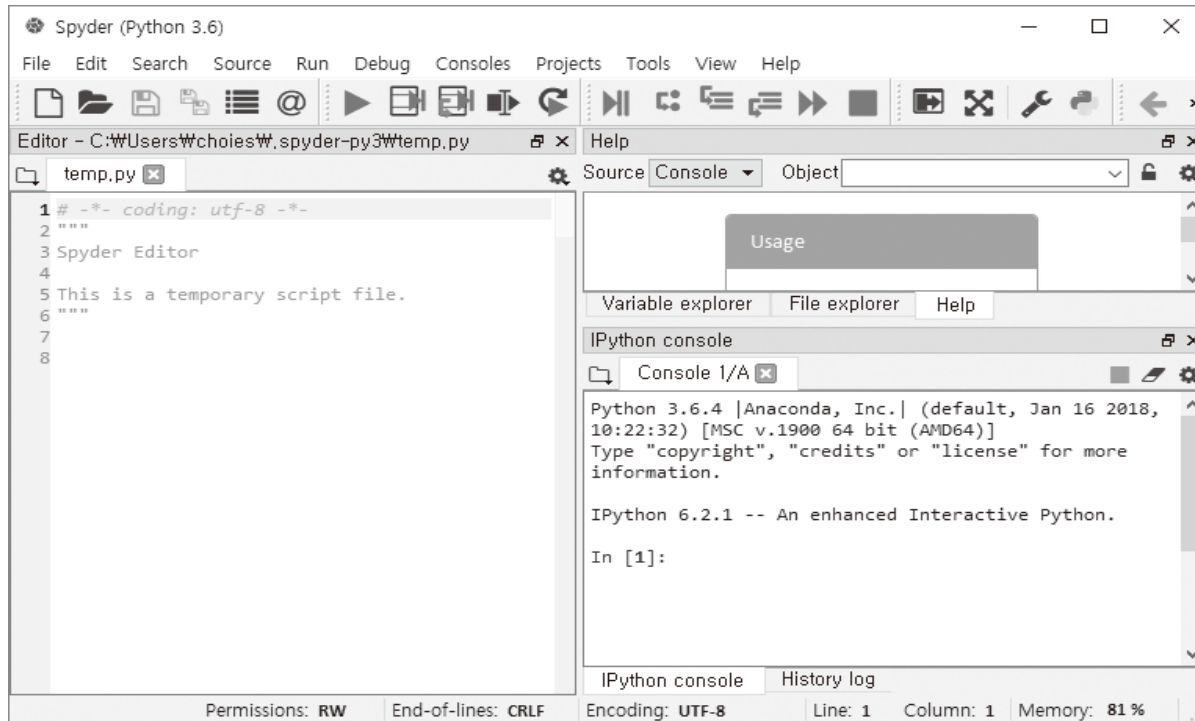 Spyder (Python 3.6)
File Edit Search Source Run Debug Consoles Projects Tools View Help
Editor - C:₩Users₩choies₩.spyder-py3₩temp.py
temp.py
1 # -*- coding: utf-8 -*-
2 """
3 Spyder Editor
4
5 This is a temporary script file.
6 """
7
8
Help
Source Console Object
Usage
Variable explorer File explorer Help
IPython console
Console 1/A
Python 3.6.4 |Anaconda, Inc.| (default, Jan 16 2018,
10:22:32) [MSC v.1900 64 bit (AMD64)]
Type "copyright", "credits" or "license" for more
information.
IPython 6.2.1 -- An enhanced Interactive Python.
In [1]:
IPython console History log
Permissions: RW End-of-lines: CRLF Encoding: UTF-8 Line: 1 Column: 1 Memory: 81 %